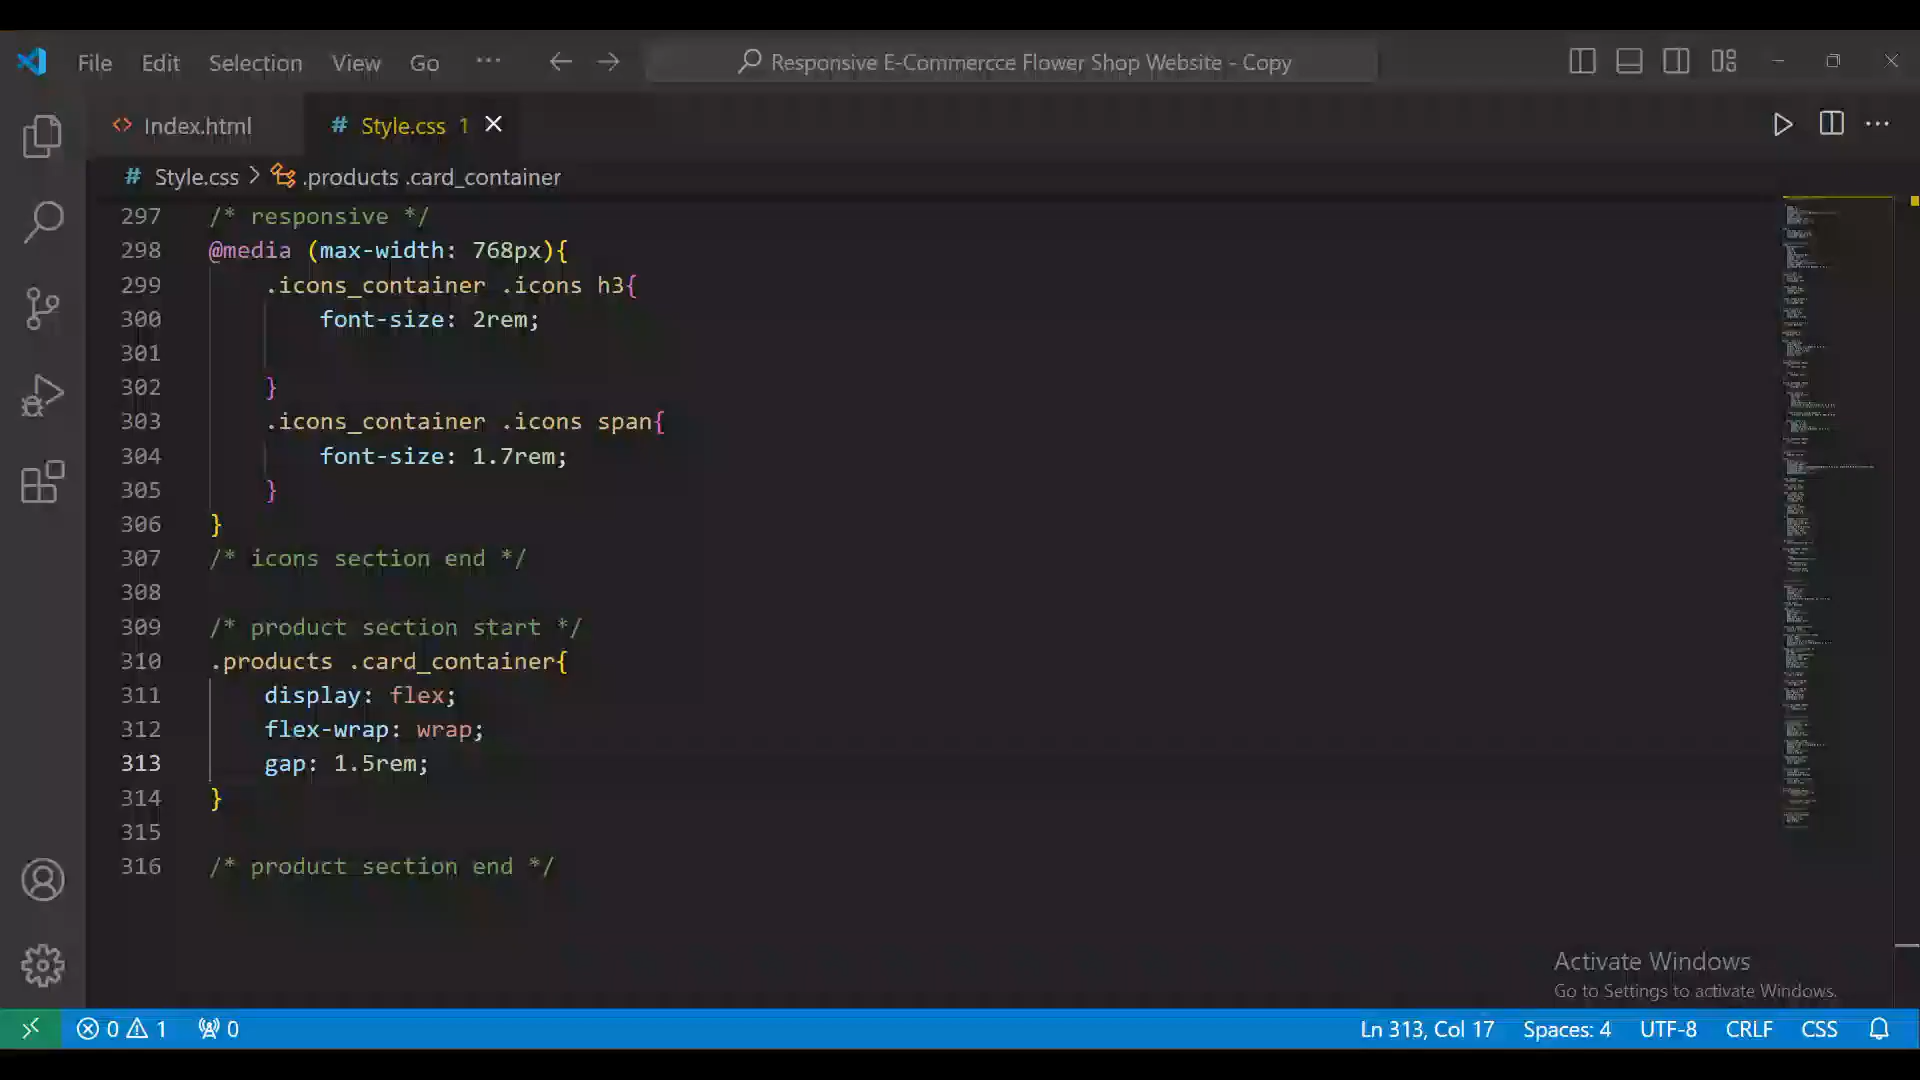 File Edit Selection View Go ··· Responsive E-Commercce Flower Shop Website - Copy
Index.html # Style.css 1
# Style.css > .products .card_container
297 /* responsive */
298 @media (max-width: 768px){
299 .icons_container .icons h3{
300 font-size: 2rem;
301
302 }
303 .icons_container .icons span{
304 font-size: 1.7rem;
305 }
306 }
307 /* icons section end */
308
309 /* product section start */
310 .products .card_container{
311 display: flex;
312 flex-wrap: wrap;
313 gap: 1.5rem;
314 }
315
316 /* product section end */
Activate Windows
Go to Settings to activate Windows.
0 1 0 Ln 313, Col 17 Spaces: 4 UTF-8 CRLF CSS